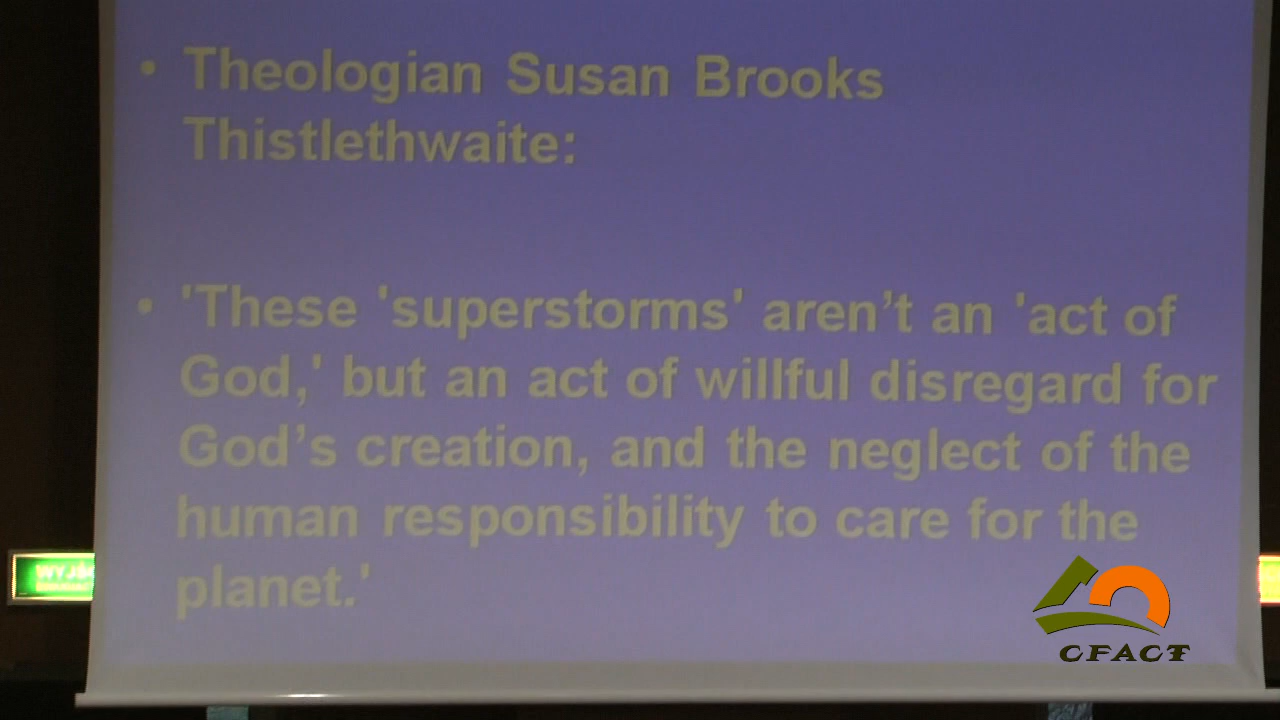 • Theologian Susan Brooks
Thistlethwaite:
• 'These 'superstorms' aren’t an 'act of
God,' but an act of willful disregard for
God’s creation, and the neglect of the
human responsibility to care for the
planet.'
CFACT